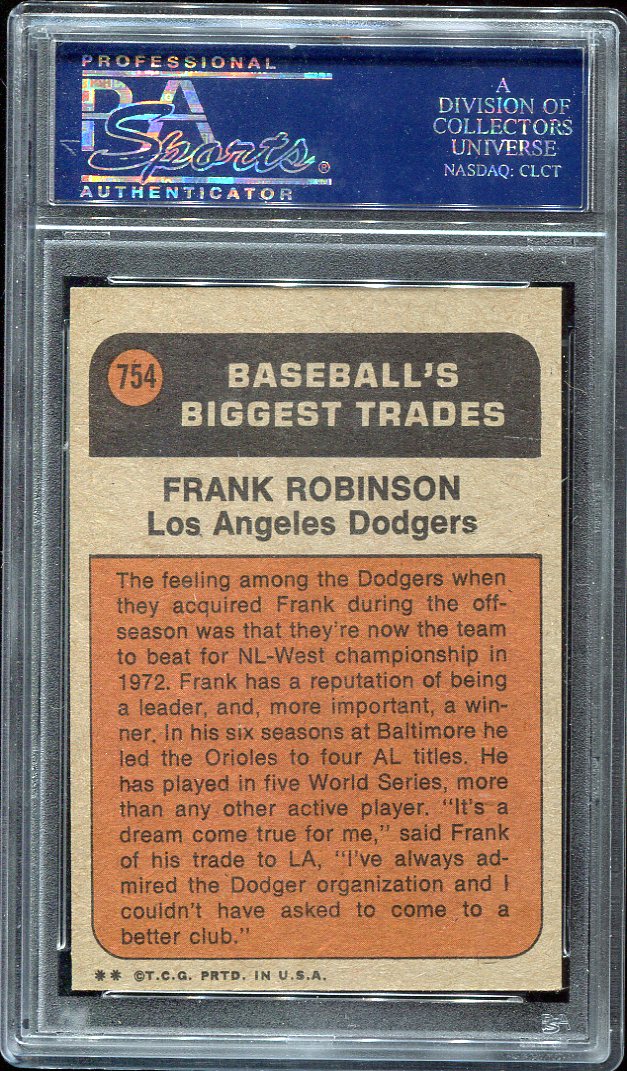 PROFESSIONAL
PSA
Sports®
AUTHENTICATOR
A
DIVISION OF
COLLECTORS
UNIVERSE
NASDAQ: CLCT
754
BASEBALL'S
BIGGEST TRADES
FRANK ROBINSON
Los Angeles Dodgers
The feeling among the Dodgers when
they acquired Frank during the off-
season was that they're now the team
to beat for NL-West championship in
1972. Frank has a reputation of being
a leader, and, more important, a win-
ner. In his six seasons at Baltimore he
led the Orioles to four AL titles. He
has played in five World Series, more
than any other active player. "It's a
dream come true for me," said Frank
of his trade to LA, "I've always ad-
mired the Dodger organization and I
couldn't have asked to come to a
better club."
** ©T.C.G. PRTD. IN U.S.A.